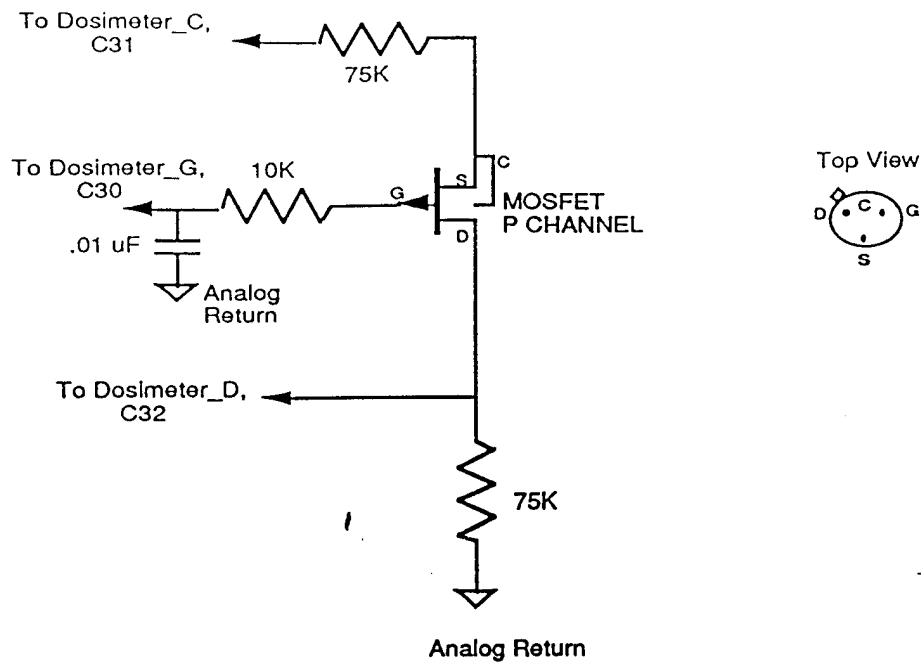 To Dosimeter_C,
C31
75K
To Dosimeter_G,
C30
10K
G
S
C
MOSFET
P CHANNEL
D
.01 uF
Analog
Return
Top View
D
C
G
S
To Dosimeter_D,
C32
75K
Analog Return